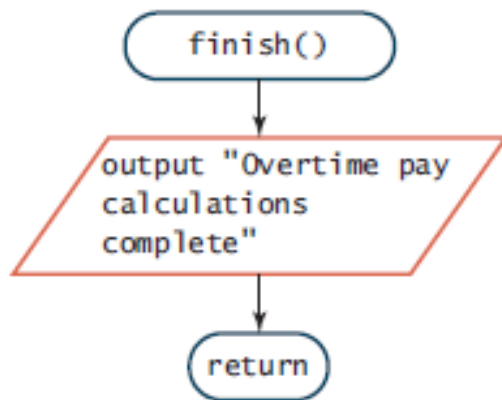 finish()
output "Overtime pay
calculations
complete"
return